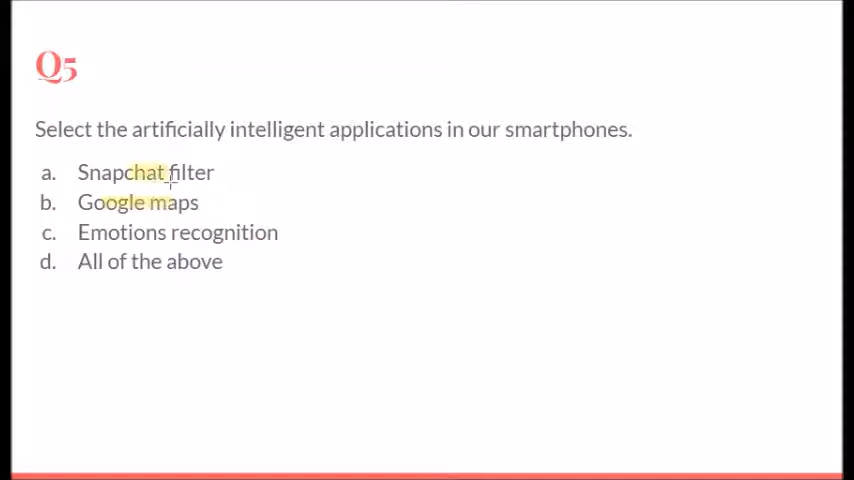 Q5
Select the artificially intelligent applications in our smartphones.
a. Snapchat filter
b. Google maps
c. Emotions recognition
d. All of the above